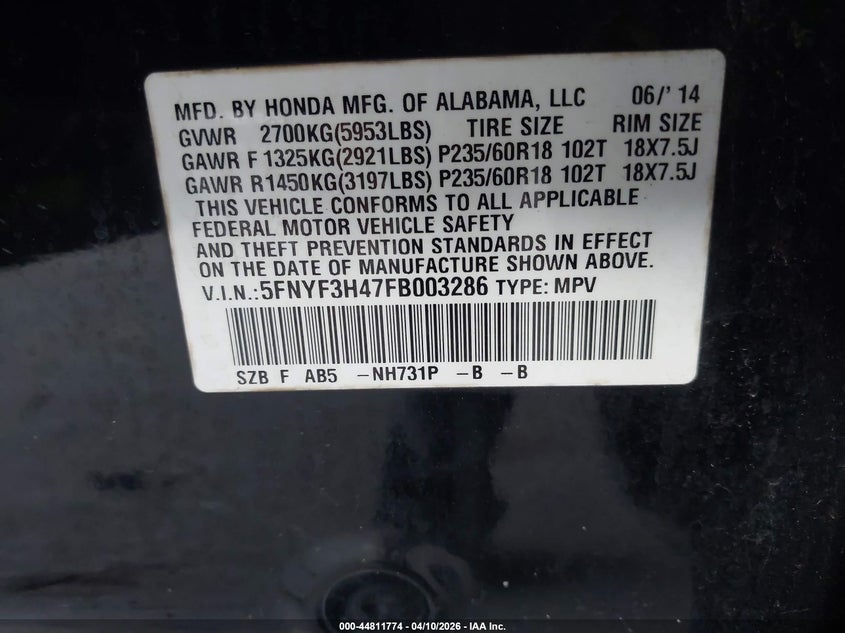 MFD. BY HONDA MFG. OF ALABAMA, LLC 06/' 14
GVWR 2700KG(5953LBS) TIRE SIZE RIM SIZE
GAWR F 1325KG(2921LBS) P235/60R18 102T 18X7.5J
GAWR R1450KG(3197LBS) P235/60R18 102T 18X7.5J
THIS VEHICLE CONFORMS TO ALL APPLICABLE
FEDERAL MOTOR VEHICLE SAFETY
AND THEFT PREVENTION STANDARDS IN EFFECT
ON THE DATE OF MANUFACTURE SHOWN ABOVE.
V.I.N.:5FNYF3H47FB003286 TYPE: MPV
SZB F AB5 -NH731P -B -B
000-44811774 - 04/10/2026 - IAA Inc.